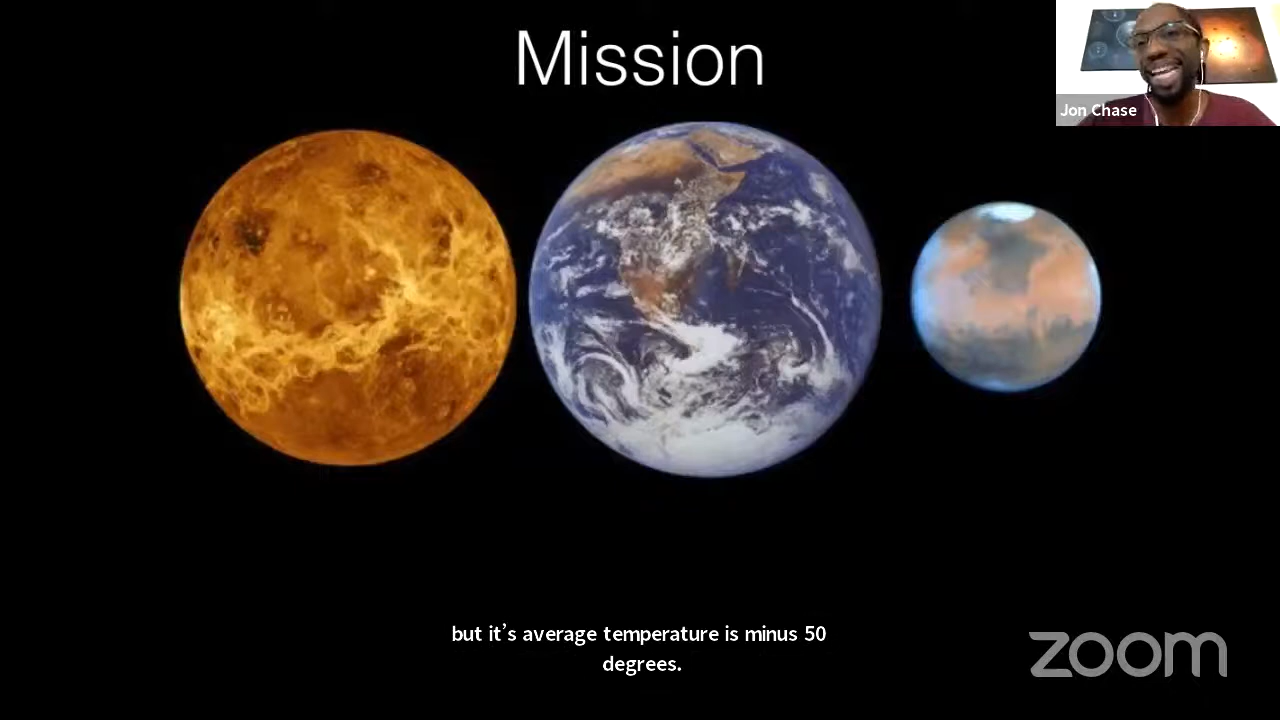 Mission
Jon Chase
but it’s average temperature is minus 50
degrees.
zoom